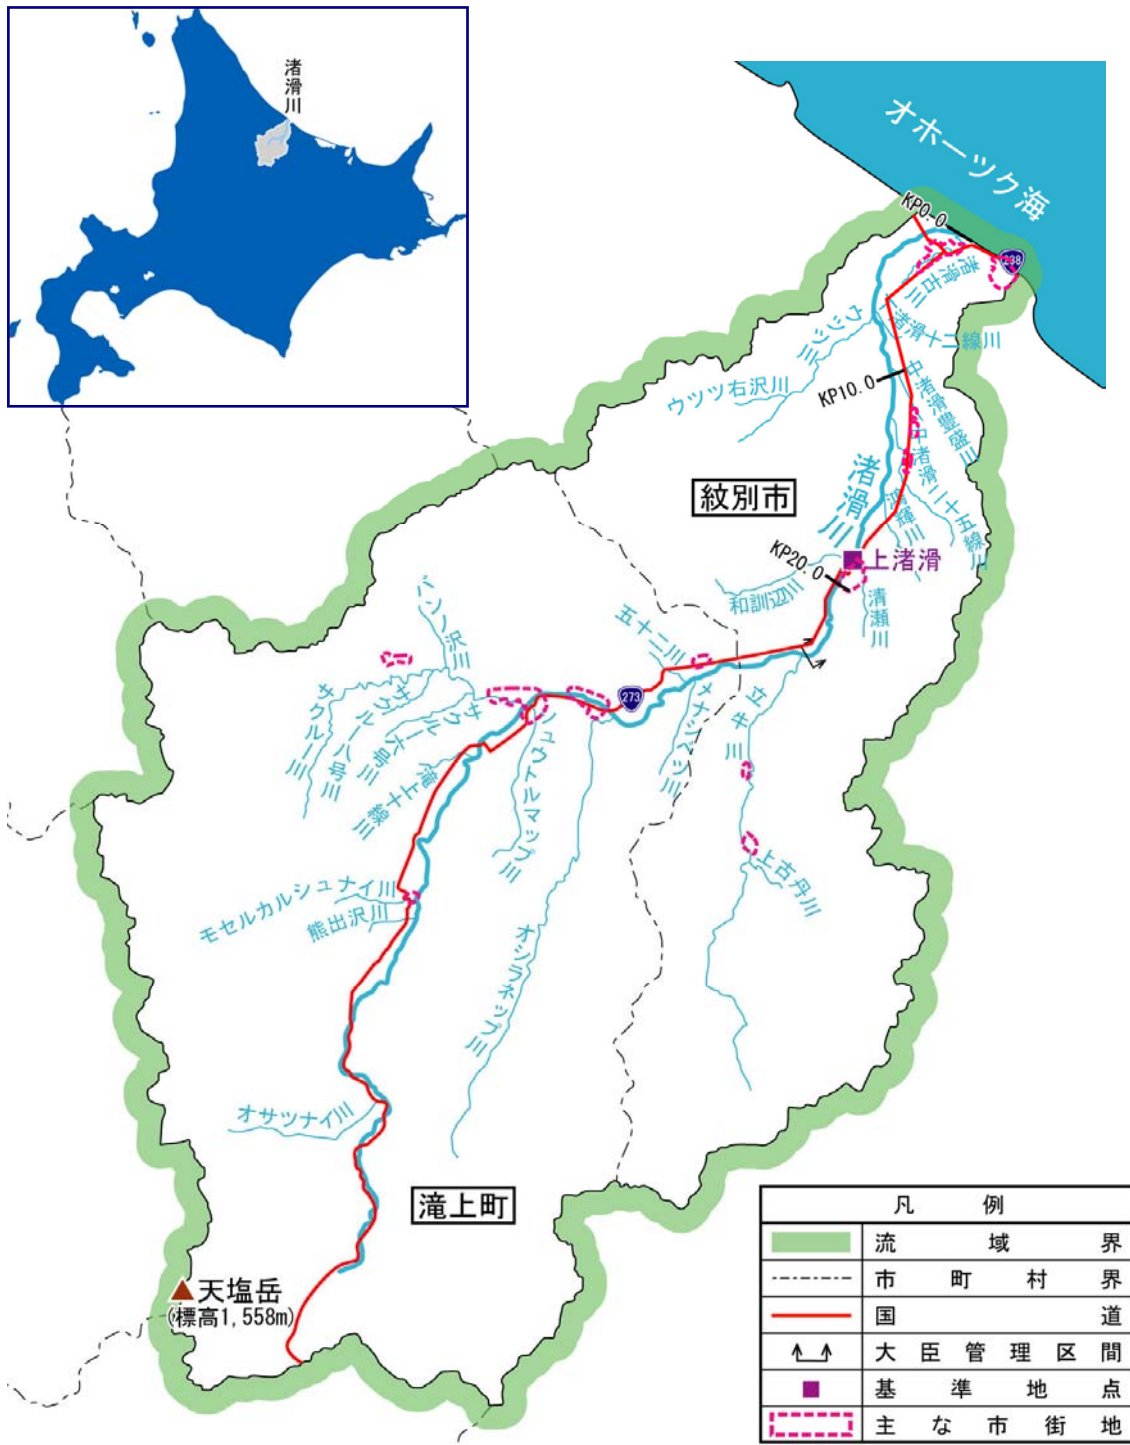 渚滑川
オホーツク海
KP0.0
238
渚滑古川
渚滑十二線川
ウツツ川
ウツツ右沢川
KP10.0
中渚滑豊盛川
中渚滑二十五線川
渚滑川
鴻輝川
紋別市
上渚滑
KP20.0
和訓辺川
清瀬川
五十二川
パンノ沢川
273
メナシベツ川
立牛川
サクルー川
サクルー八号川
サクルー六号川
滝上十線川
シュウトルマップ川
上古丹川
モセルカルシュナイ川
熊出沢川
オシラネップ川
オサツナイ川
滝上町
天塩岳
(標高1,558m)
凡例
流域界
市町村界
国道
大臣管理区間
基準地点
主な市街地